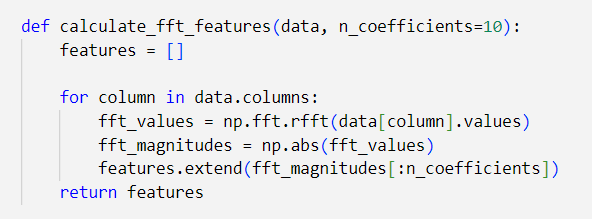 def calculate_fft_features(data, n_coefficients=10):
    features = []

    for column in data.columns:
        fft_values = np.fft.rfft(data[column].values)
        fft_magnitudes = np.abs(fft_values)
        features.extend(fft_magnitudes[:n_coefficients])
    return features